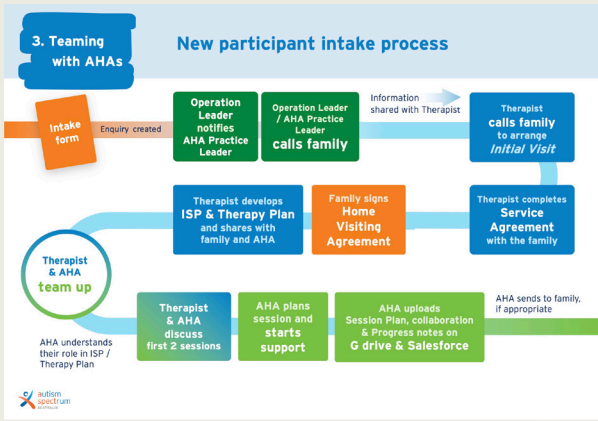 3. Teaming
with AHAs
New participant intake process
Intake
form
Enquiry created
Operation
Leader
notifies
AHA Practice
Leader
Operation Leader
/ AHA Practice
Leader
calls family
Information
shared with Therapist
Therapist
calls family
to arrange
Initial Visit
Therapist completes
Service
Agreement
with the family
Family signs
Home
Visiting
Agreement
Therapist develops
ISP & Therapy Plan
and shares with
family and AHA
Therapist
& AHA
team up
AHA understands
their role in ISP /
Therapy Plan
Therapist
& AHA
discuss
first 2 sessions
AHA plans
session and
starts
support
AHA uploads
Session Plan, collaboration
& Progress notes on
G drive & Salesforce
AHA sends to family,
if appropriate
autism
spectrum
AUSTRALIA